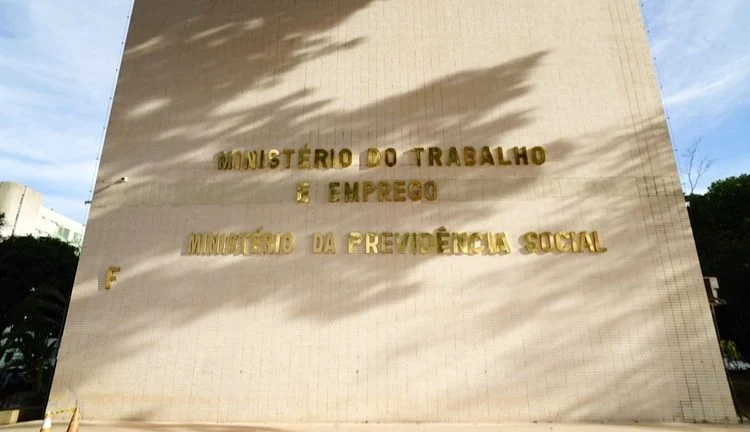 MINISTÉRIO DO TRABALHO
E EMPREGO
MINISTÉRIO DA PREVIDÊNCIA SOCIAL
F